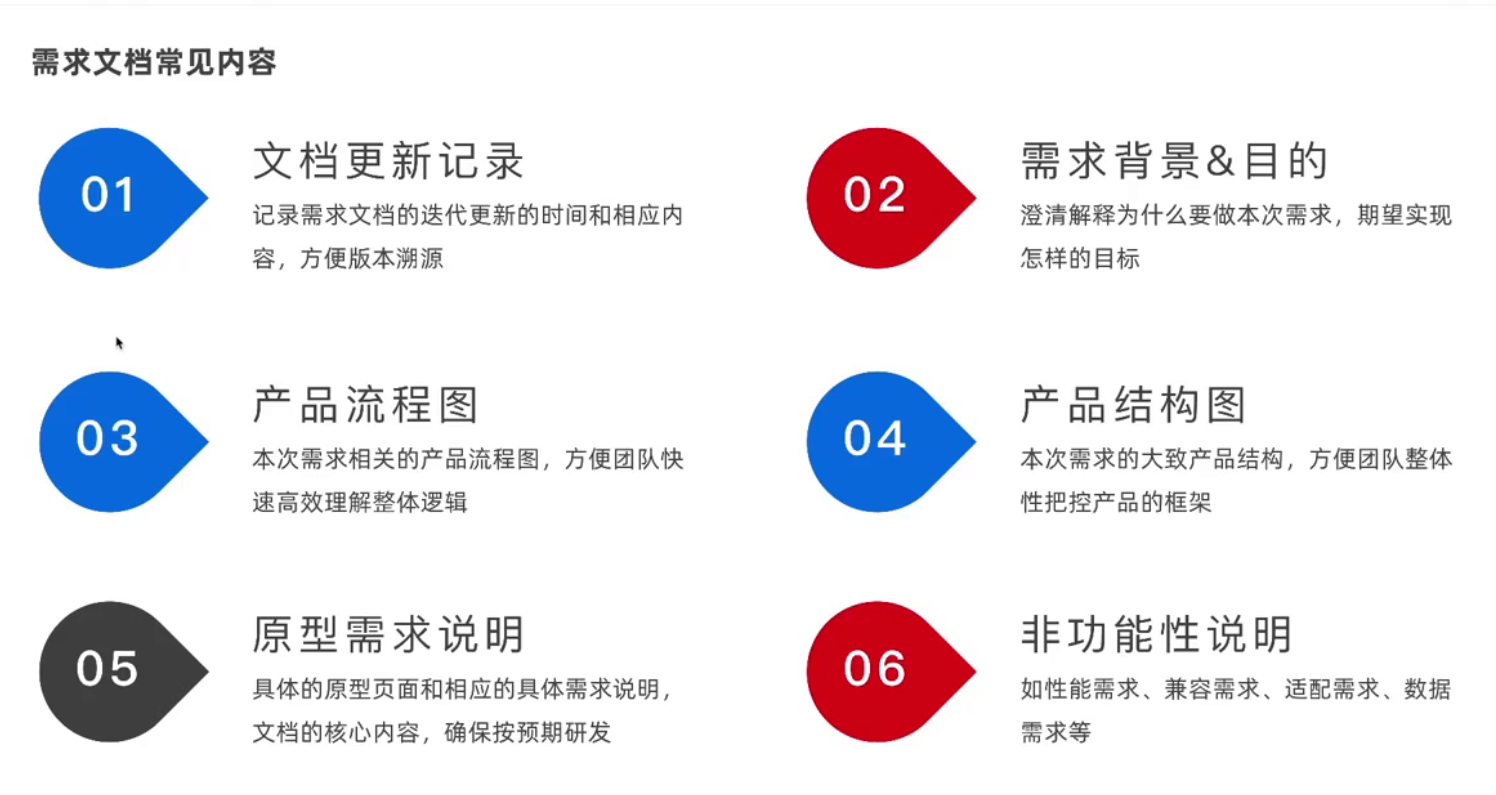 需求文档常见内容
01
文档更新记录
记录需求文档的迭代更新的时间和相应内
容，方便版本溯源
02
需求背景&目的
澄清解释为什么要做本次需求，期望实现
怎样的目标
03
产品流程图
本次需求相关的产品流程图，方便团队快
速高效理解整体逻辑
04
产品结构图
本次需求的大致产品结构，方便团队整体
性把控产品的框架
05
原型需求说明
具体的原型页面和相应的具体需求说明，
文档的核心内容，确保按预期研发
06
非功能性说明
如性能需求、兼容需求、适配需求、数据
需求等